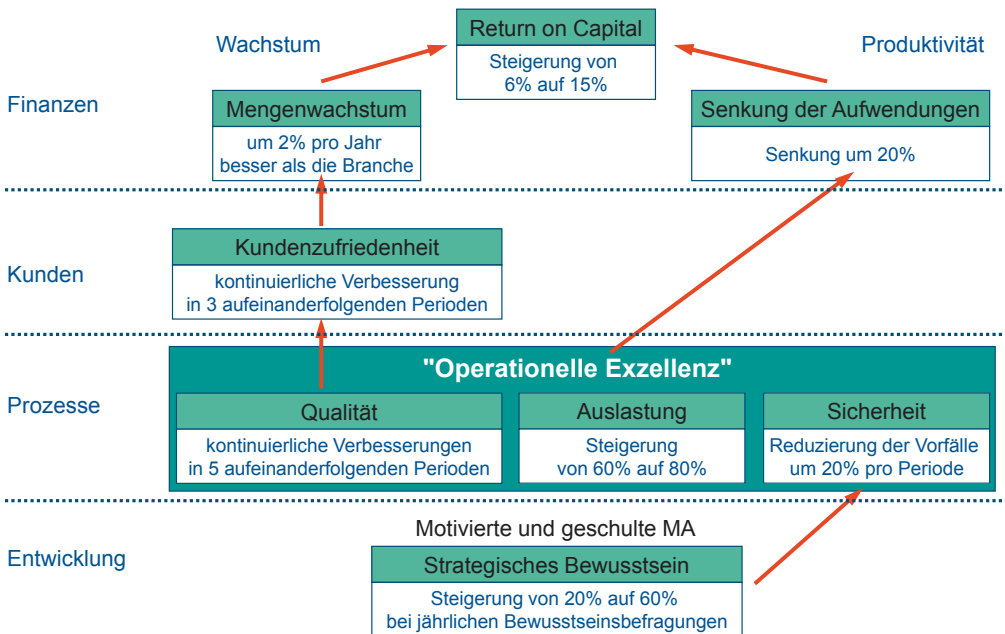 Wachstum
Return on Capital
Steigerung von
6% auf 15%
Produktivität
Finanzen
Mengenwachstum
um 2% pro Jahr
besser als die Branche
Senkung der Aufwendungen
Senkung um 20%
Kunden
Kundenzufriedenheit
kontinuierliche Verbesserung
in 3 aufeinanderfolgenden Perioden
Prozesse
"Operationelle Exzellenz"
Qualität
kontinuierliche Verbesserungen
in 5 aufeinanderfolgenden Perioden
Auslastung
Steigerung
von 60% auf 80%
Sicherheit
Reduzierung der Vorfälle
um 20% pro Periode
Entwicklung
Motivierte und geschulte MA
Strategisches Bewusstsein
Steigerung von 20% auf 60%
bei jährlichen Bewusstseinsbefragungen